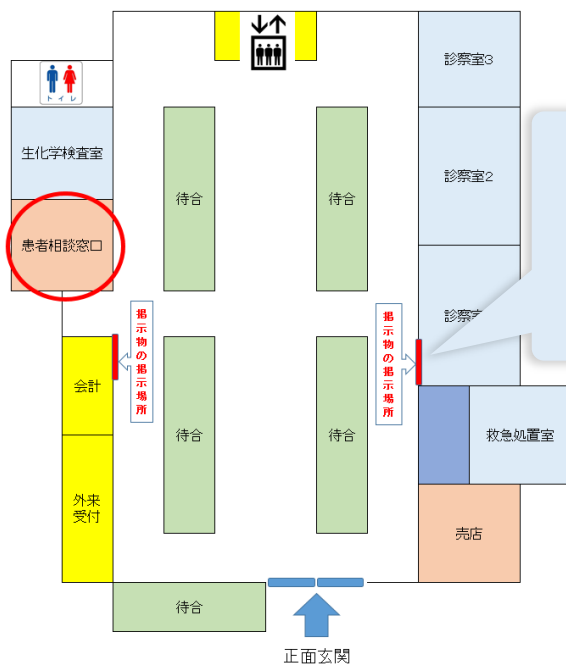 診察室3
トイレ
生化学検査室
待合
待合
診察室2
患者相談窓口
診察
掲示物の掲示場所
掲示物の掲示場所
会計
待合
待合
救急処置室
外来
受付
売店
待合
正面玄関